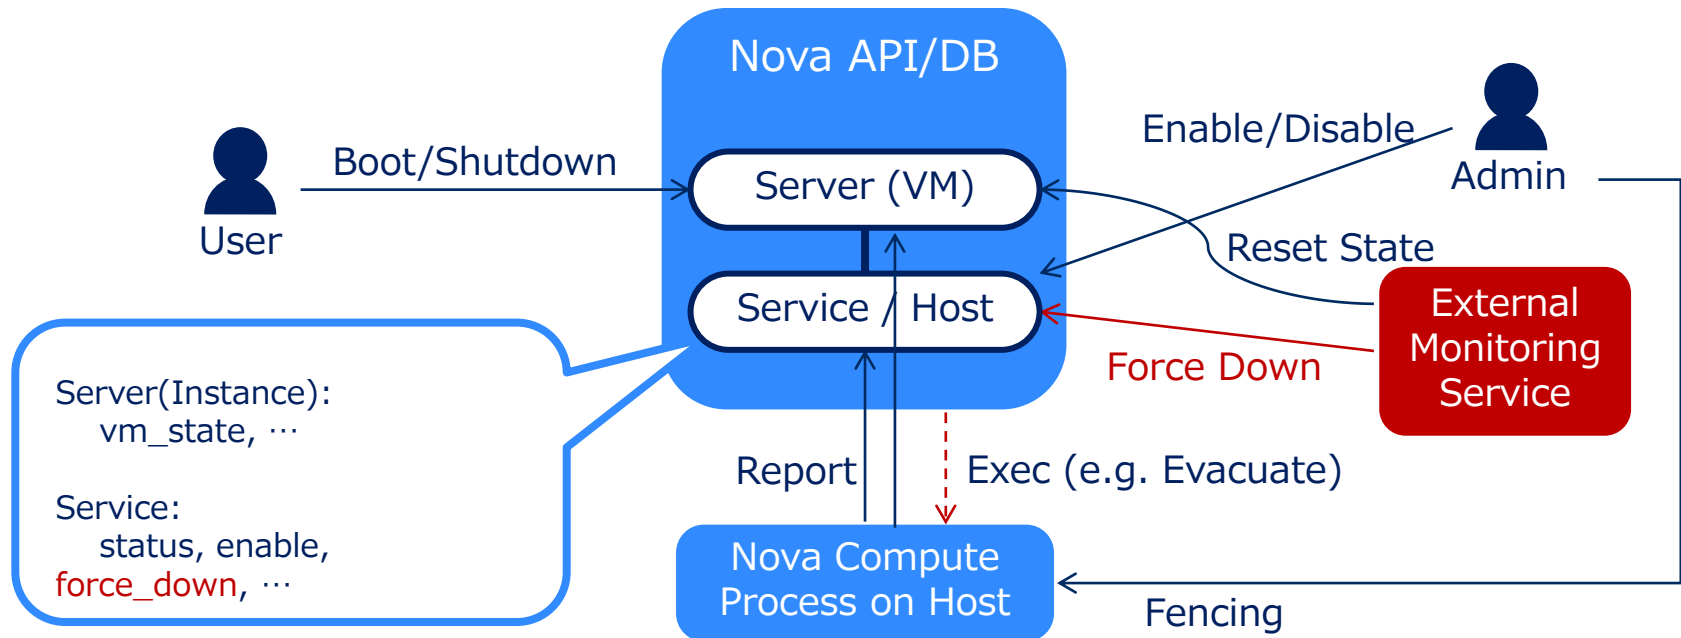 Nova API/DB
Enable/Disable
Boot/Shutdown
Server (VM)
Admin
User
Reset State
Service / Host
External
Monitoring
Service
Force Down
Server(Instance):
vm_state, ⋯
Report
Exec (e.g. Evacuate)
Service:
status, enable,
force_down, ⋯
Nova Compute
Process on Host
Fencing